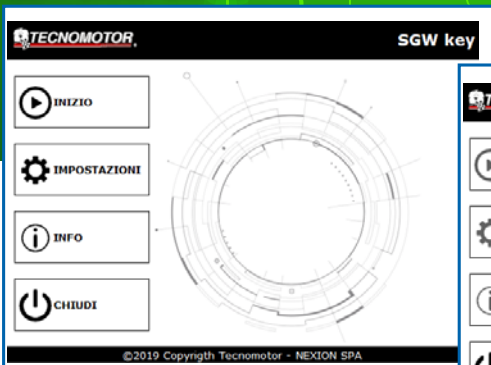 TECNOMOTOR
SGW key
INIZIO
IMPOSTAZIONI
INFO
CHIUDI
©2019 Copyrigth Tecnomotor - NEXION SPA